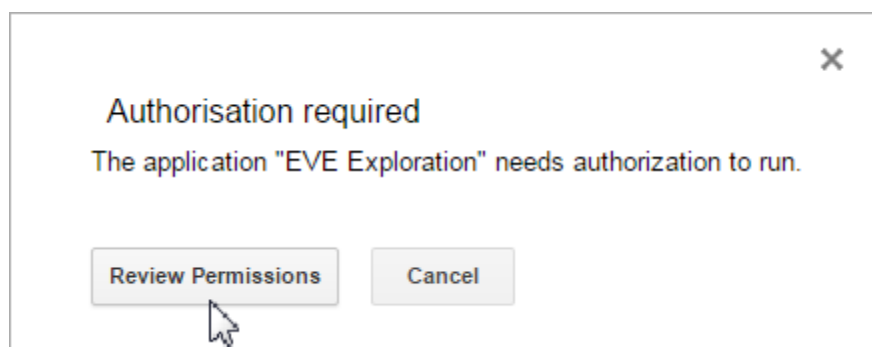 Authorisation required
The application "EVE Exploration" needs authorization to run.
Review Permissions Cancel